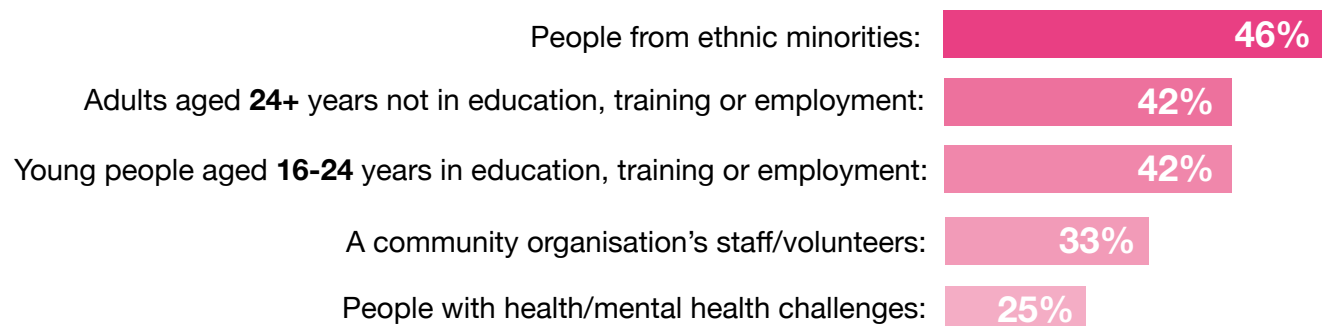 People from ethnic minorities: 46%
Adults aged 24+ years not in education, training or employment: 42%
Young people aged 16-24 years in education, training or employment: 42%
A community organisation’s staff/volunteers: 33%
People with health/mental health challenges: 25%